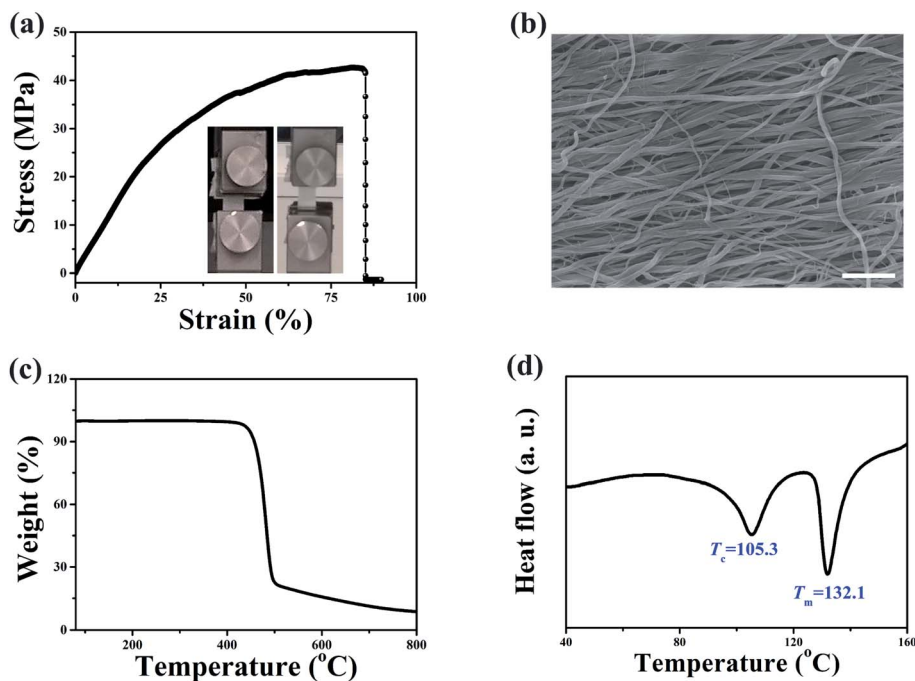 (a)
50
40
30
20
10
0
Stress (MPa)
0 25 50 75 100
Strain (%)
(b)
(c)
120
90
60
30
0
Weight (%)
200 400 600 800
Temperature (°C)
(d)
Heat flow (a. u.)
Tc=105.3
Tm=132.1
40 80 120 160
Temperature (°C)